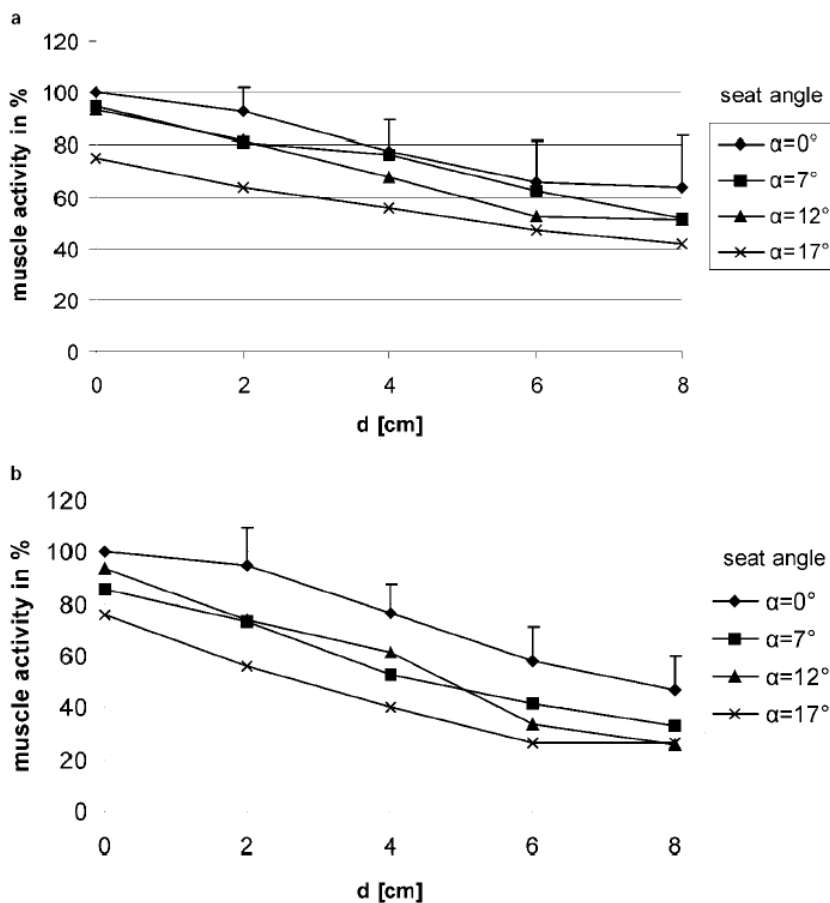 a
120
100
80
60
40
20
0
muscle activity in %
0 2 4 6 8
d [cm]
seat angle
α=0°
α=7°
α=12°
α=17°
b
120
100
80
60
40
20
0
muscle activity in %
0 2 4 6 8
d [cm]
seat angle
α=0°
α=7°
α=12°
α=17°